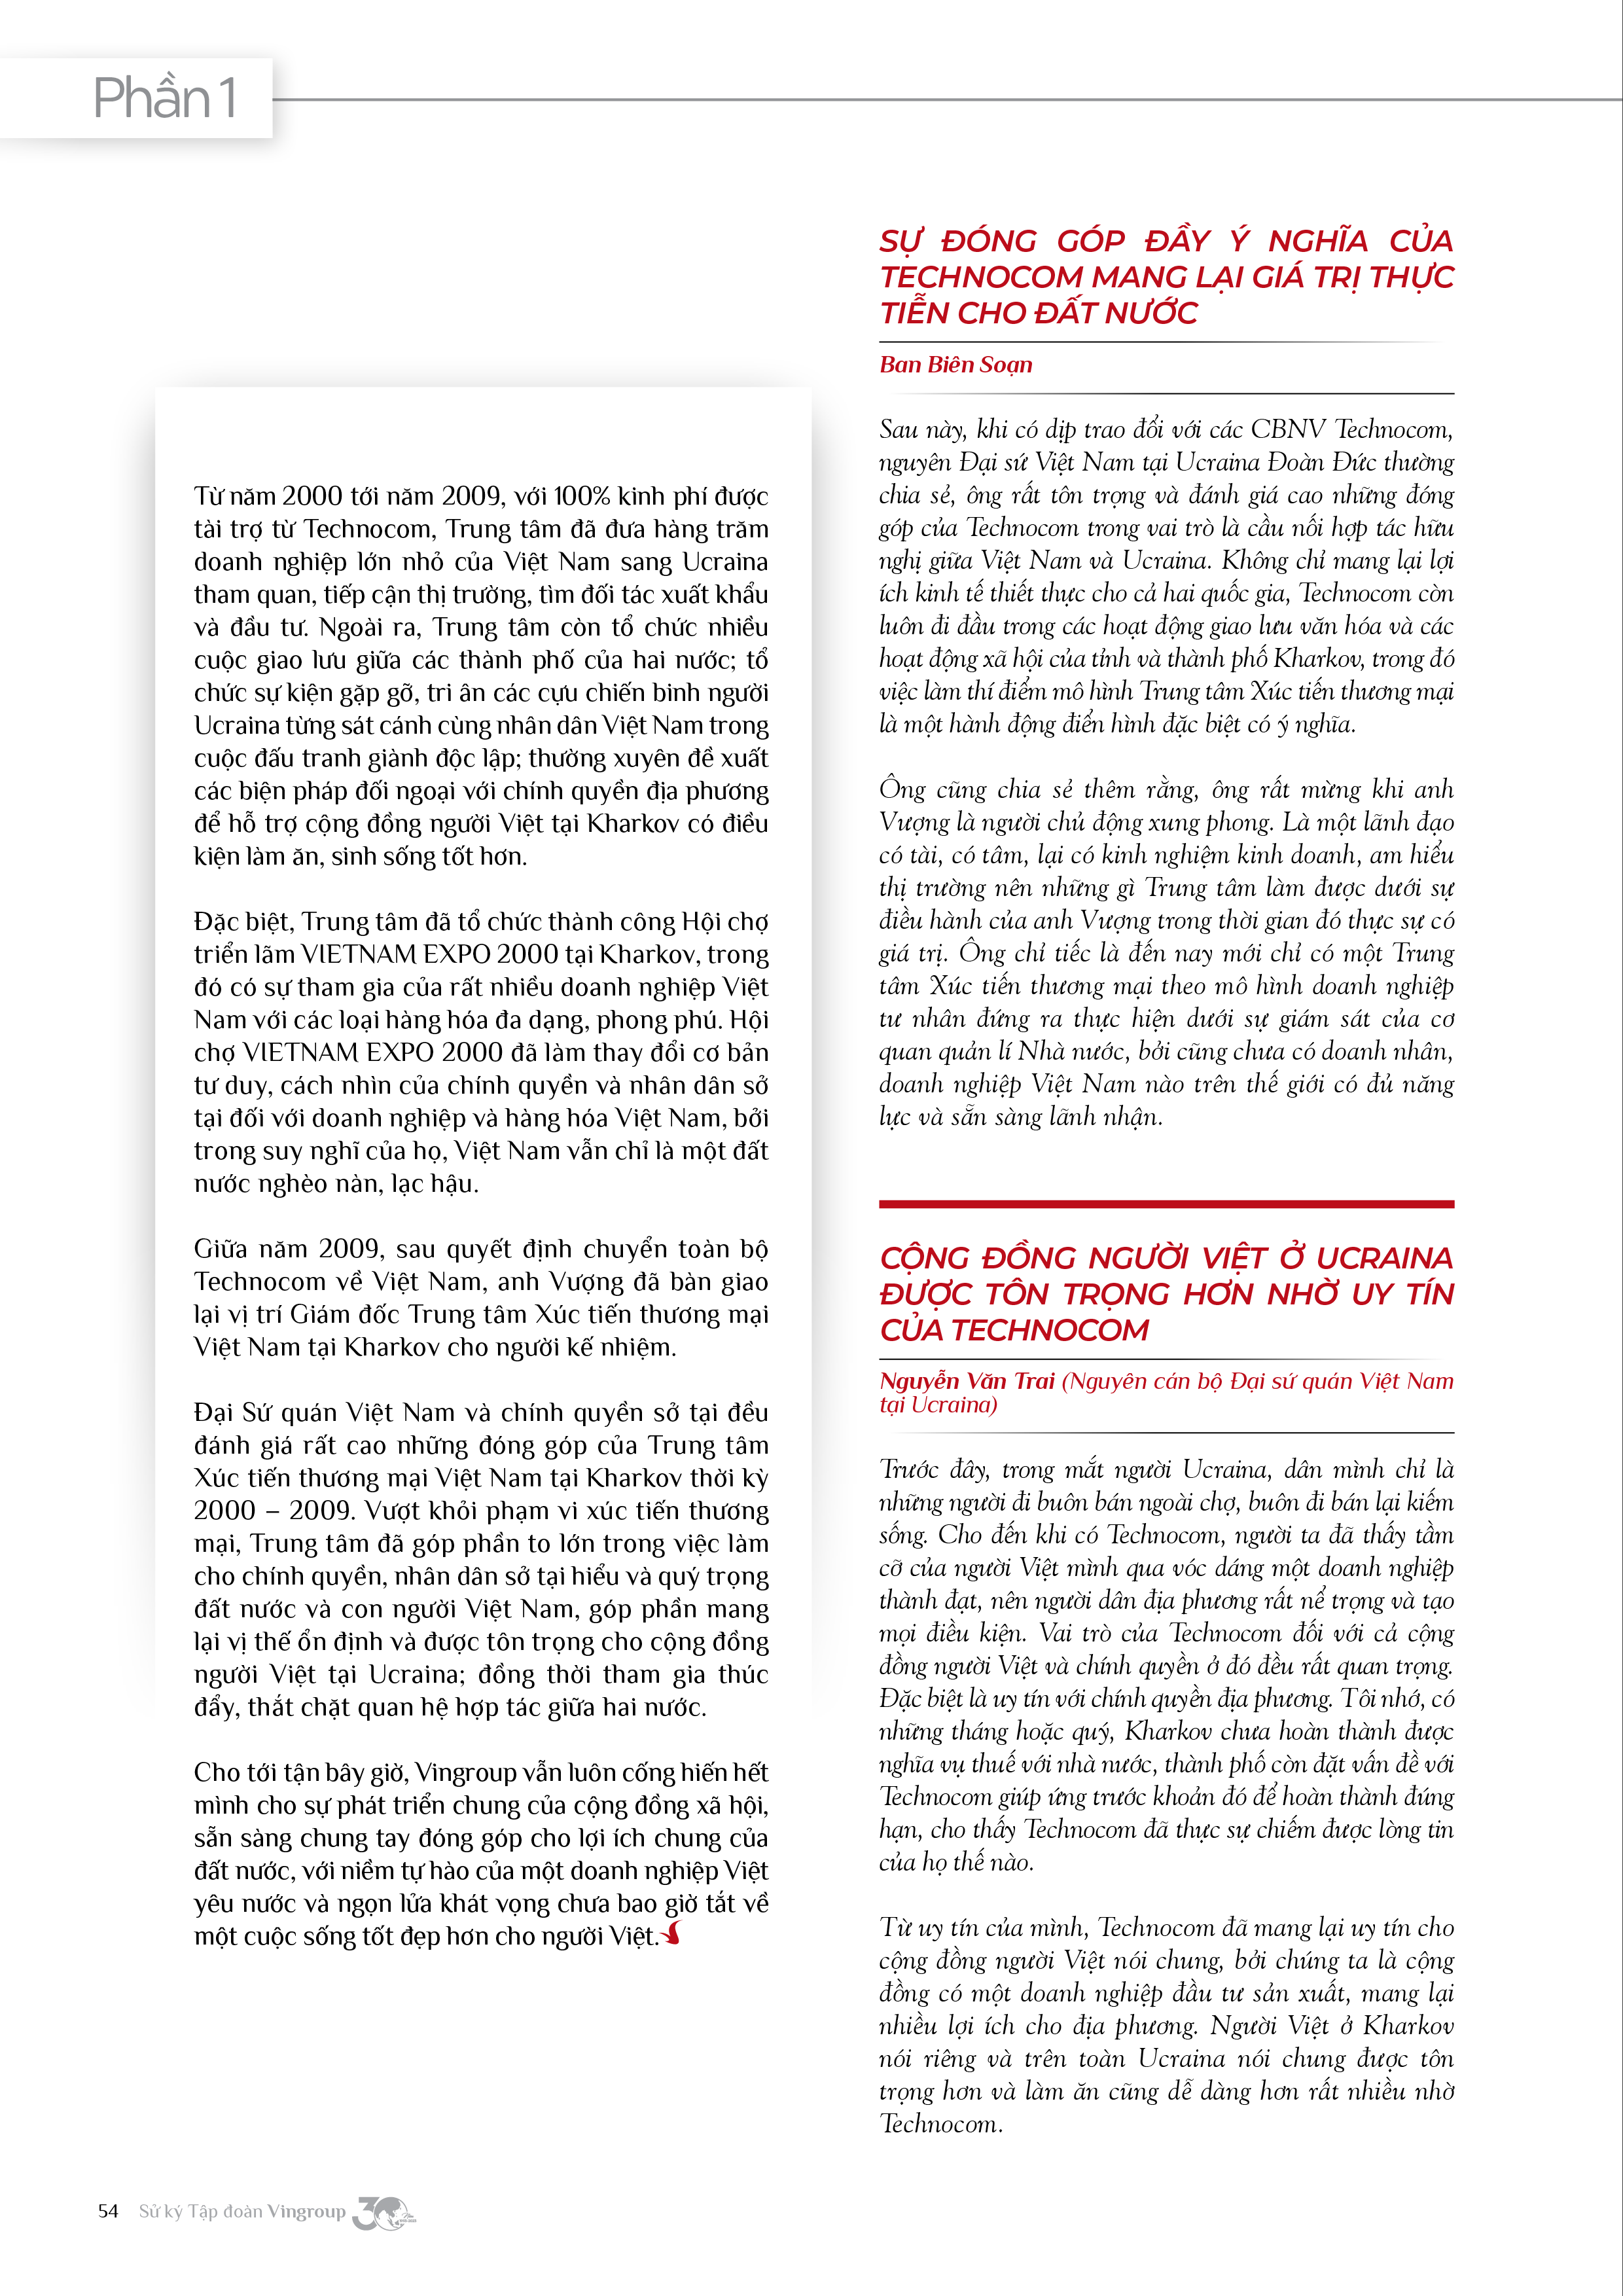 Phần 1
Từ năm 2000 tới năm 2009, với 100% kinh phí được
tài trợ từ Technocom, Trung tâm đã đưa hàng trăm
doanh nghiệp lớn nhỏ của Việt Nam sang Ucraina
tham quan, tiếp cận thị trường, tìm đối tác xuất khẩu
và đầu tư. Ngoài ra, Trung tâm còn tổ chức nhiều
cuộc giao lưu giữa các thành phố của hai nước; tổ
chức sự kiện gặp gỡ, tri ân các cựu chiến binh người
Ucraina từng sát cánh cùng nhân dân Việt Nam trong
cuộc đấu tranh giành độc lập; thường xuyên đề xuất
các biện pháp đối ngoại với chính quyền địa phương
để hỗ trợ cộng đồng người Việt tại Kharkov có điều
kiện làm ăn, sinh sống tốt hơn.
Đặc biệt, Trung tâm đã tổ chức thành công Hội chợ
triển lãm VIETNAM EXPO 2000 tại Kharkov, trong
đó có sự tham gia của rất nhiều doanh nghiệp Việt
Nam với các loại hàng hóa đa dạng, phong phú. Hội
chợ VIETNAM EXPO 2000 đã làm thay đổi cơ bản
tư duy, cách nhìn của chính quyền và nhân dân sở
tại đối với doanh nghiệp và hàng hóa Việt Nam, bởi
trong suy nghĩ của họ, Việt Nam vẫn chỉ là một đất
nước nghèo nàn, lạc hậu.
Giữa năm 2009, sau quyết định chuyển toàn bộ
Technocom về Việt Nam, anh Vượng đã bàn giao
lại vị trí Giám đốc Trung tâm Xúc tiến thương mại
Việt Nam tại Kharkov cho người kế nhiệm.
Đại Sứ quán Việt Nam và chính quyền sở tại đều
đánh giá rất cao những đóng góp của Trung tâm
Xúc tiến thương mại Việt Nam tại Kharkov thời kỳ
2000 – 2009. Vượt khỏi phạm vi xúc tiến thương
mại, Trung tâm đã góp phần to lớn trong việc làm
cho chính quyền, nhân dân sở tại hiểu và quý trọng
đất nước và con người Việt Nam, góp phần mang
lại vị thế ổn định và được tôn trọng cho cộng đồng
người Việt tại Ucraina; đồng thời tham gia thúc
đẩy, thắt chặt quan hệ hợp tác giữa hai nước.
Cho tới tận bây giờ, Vingroup vẫn luôn cống hiến hết
mình cho sự phát triển chung của cộng đồng xã hội,
sẵn sàng chung tay đóng góp cho lợi ích chung của
đất nước, với niềm tự hào của một doanh nghiệp Việt
yêu nước và ngọn lửa khát vọng chưa bao giờ tắt về
một cuộc sống tốt đẹp hơn cho người Việt.
SỰ ĐÓNG GÓP ĐẦY Ý NGHĨA CỦA
TECHNOCOM MANG LẠI GIÁ TRỊ THỰC
TIỄN CHO ĐẤT NƯỚC
Ban Biên Soạn
Sau này, khi có dịp trao đổi với các CBNV Technocom,
nguyên Đại sứ Việt Nam tại Ucraina Đoàn Đức thường
chia sẻ, ông rất tôn trọng và đánh giá cao những đóng
góp của Technocom trong vai trò là cầu nối hợp tác hữu
nghị giữa Việt Nam và Ucraina. Không chỉ mang lại lợi
ích kinh tế thiết thực cho cả hai quốc gia, Technocom còn
luôn đi đầu trong các hoạt động giao lưu văn hóa và các
hoạt động xã hội của tỉnh và thành phố Kharkov, trong đó
việc làm thí điểm mô hình Trung tâm Xúc tiến thương mại
là một hành động điển hình đặc biệt có ý nghĩa.
Ông cũng chia sẻ thêm rằng, ông rất mừng khi anh
Vượng là người chủ động xung phong. Là một lãnh đạo
có tài, có tâm, lại có kinh nghiệm kinh doanh, am hiểu
thị trường nên những gì Trung tâm làm được dưới sự
điều hành của anh Vượng trong thời gian đó thực sự có
giá trị. Ông chỉ tiếc là đến nay mới chỉ có một Trung
tâm Xúc tiến thương mại theo mô hình doanh nghiệp
tư nhân đứng ra thực hiện dưới sự giám sát của cơ
quan quản lí Nhà nước, bởi cũng chưa có doanh nhân,
doanh nghiệp Việt Nam nào trên thế giới có đủ năng
lực và sẵn sàng lãnh nhận.
CỘNG ĐỒNG NGƯỜI VIỆT Ở UCRAINA
ĐƯỢC TÔN TRỌNG HƠN NHỜ UY TÍN
CỦA TECHNOCOM
Nguyễn Văn Trai (Nguyên cán bộ Đại sứ quán Việt Nam
tại Ucraina)
Trước đây, trong mắt người Ucraina, dân mình chỉ là
những người đi buôn bán ngoài chợ, buôn đi bán lại kiếm
sống. Cho đến khi có Technocom, người ta đã thấy tầm
cỡ của người Việt mình qua vóc dáng một doanh nghiệp
thành đạt, nên người dân địa phương rất nể trọng và tạo
mọi điều kiện. Vai trò của Technocom đối với cả cộng
đồng người Việt và chính quyền ở đó đều rất quan trọng.
Đặc biệt là uy tín với chính quyền địa phương. Tôi nhớ, có
những tháng hoặc quý, Kharkov chưa hoàn thành được
nghĩa vụ thuế với nhà nước, thành phố còn đặt vấn đề với
Technocom giúp ứng trước khoản đó để hoàn thành đúng
hạn, cho thấy Technocom đã thực sự chiếm được lòng tin
của họ thế nào.
Từ uy tín của mình, Technocom đã mang lại uy tín cho
cộng đồng người Việt nói chung, bởi chúng ta là cộng
đồng có một doanh nghiệp đầu tư sản xuất, mang lại
nhiều lợi ích cho địa phương. Người Việt ở Kharkov
nói riêng và trên toàn Ucraina nói chung được tôn
trọng hơn và làm ăn cũng dễ dàng hơn rất nhiều nhờ
Technocom.
54 Sử ký Tập đoàn Vingroup 30